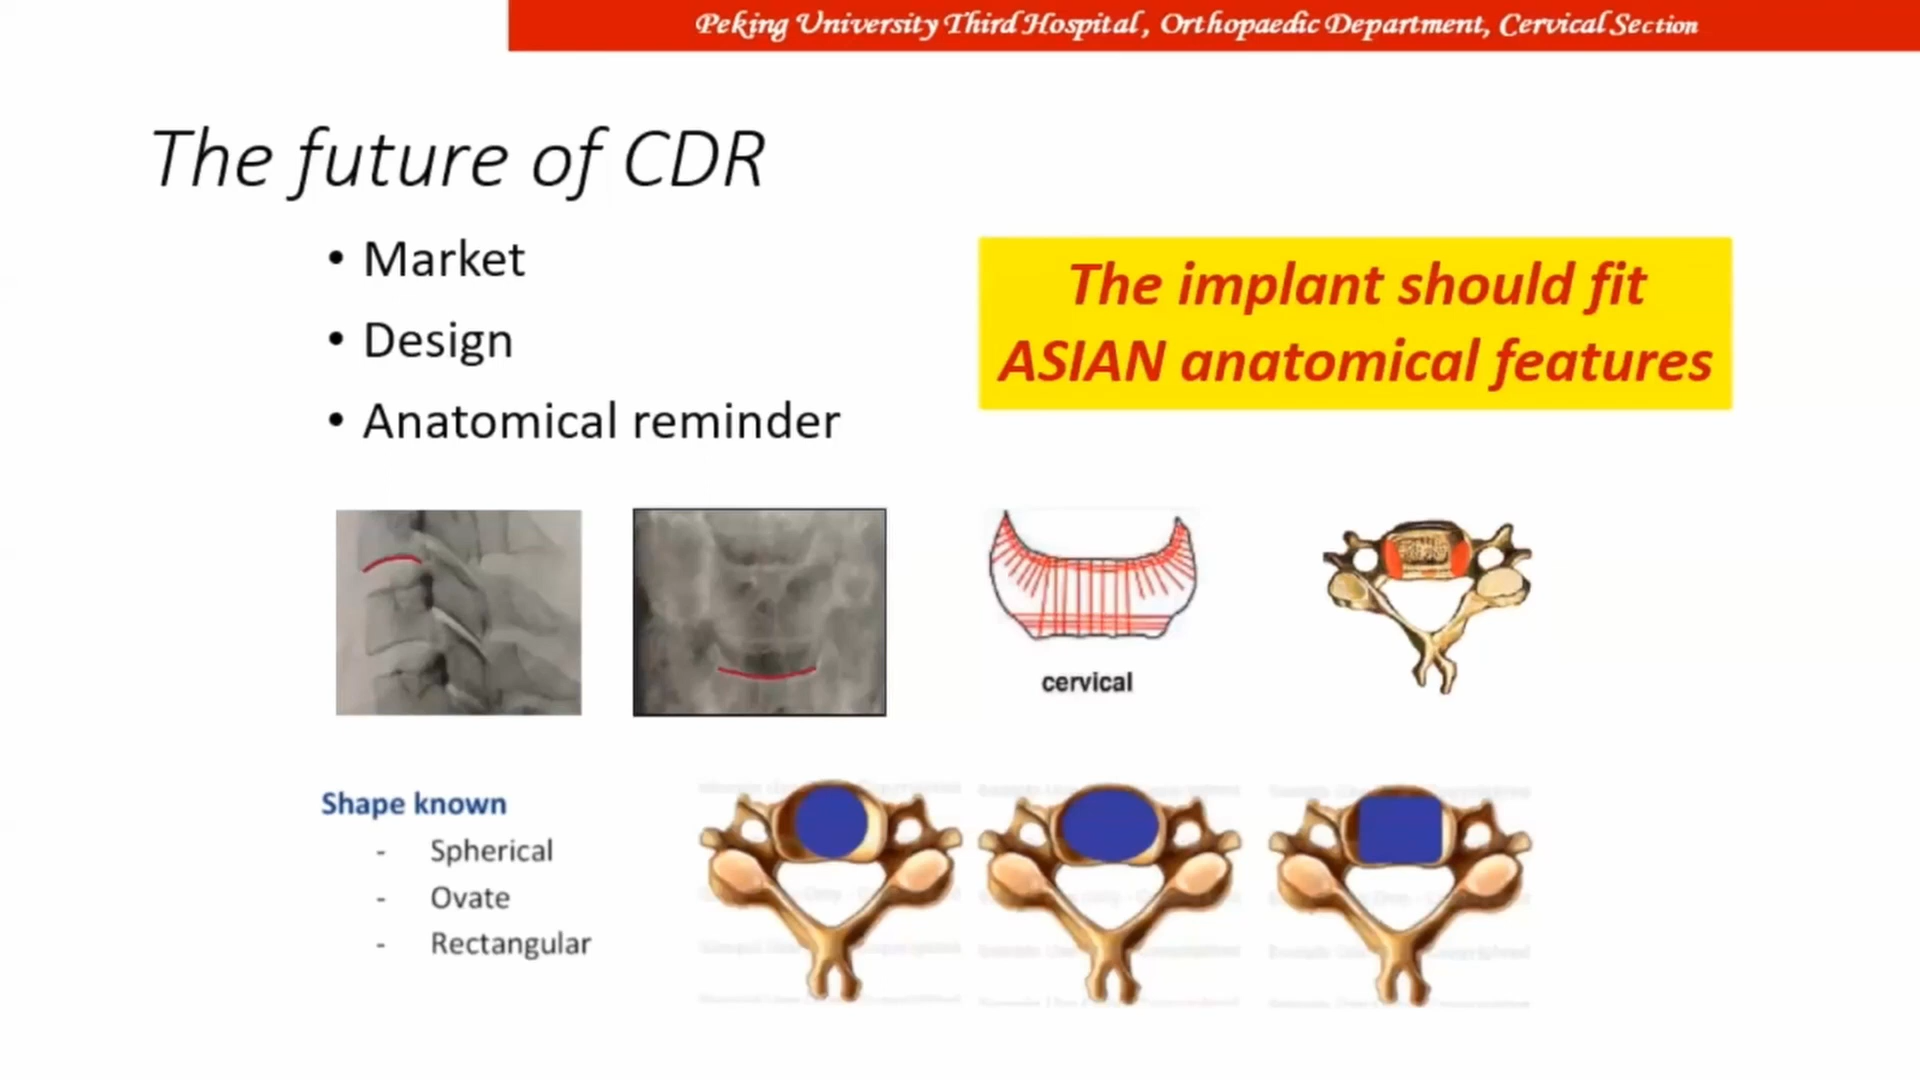 Peking University Third Hospital, Orthopaedic Department, Cervical Section
The future of CDR
• Market
• Design
• Anatomical reminder
The implant should fit
ASIAN anatomical features
cervical
Shape known
- Spherical
- Ovate
- Rectangular